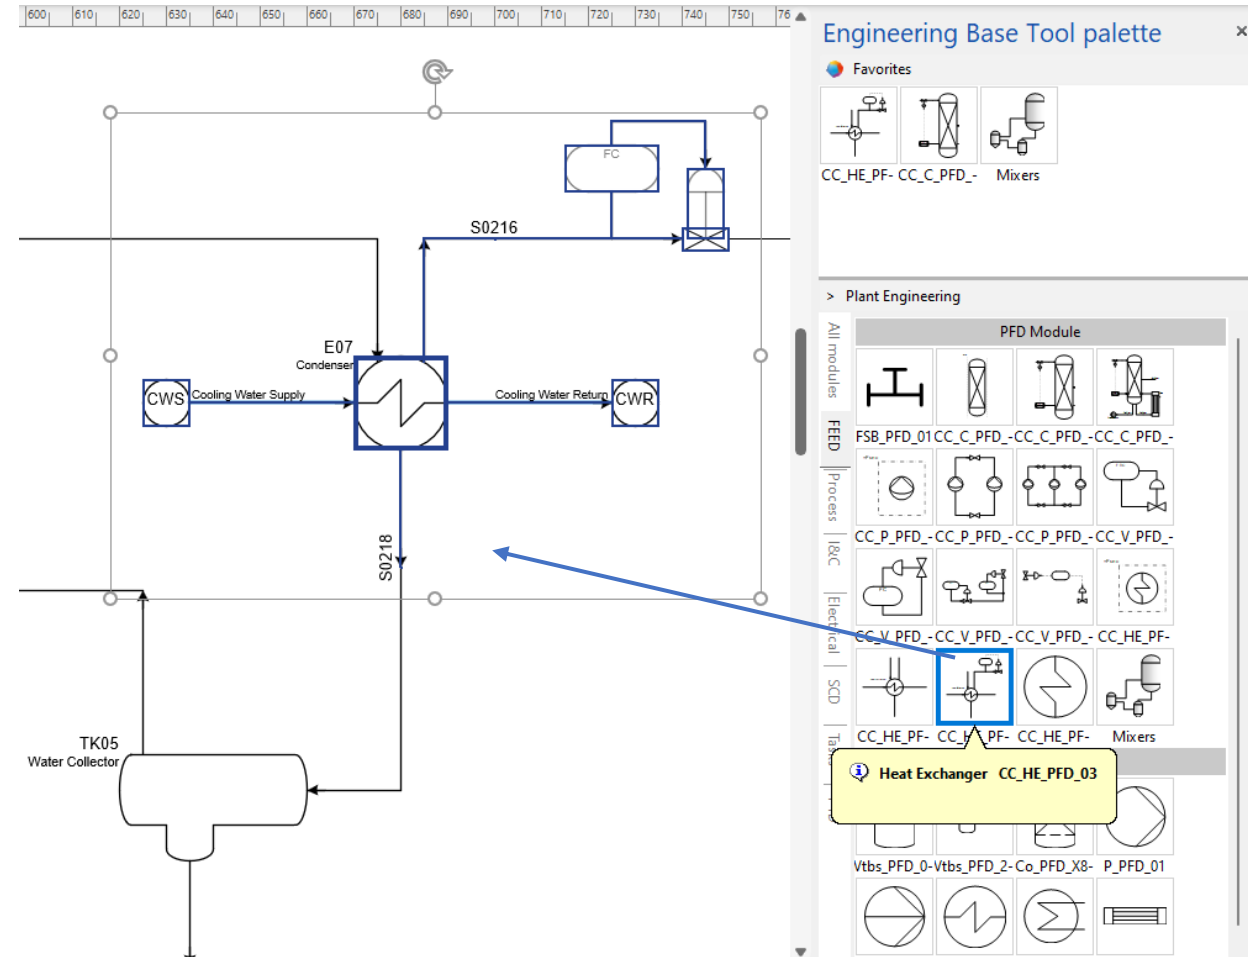 600 610 620 630 640 650 660 670 680 690 700 710 720 730 740 750 76
Engineering Base Tool palette ×
Favorites
CC_HE_PF- CC_C_PFD_- Mixers
> Plant Engineering
All modules
FEED
Process
I&C
Electrical
SCD
PFD Module
FSB_PFD_01 CC_C_PFD_- CC_C_PFD_- CC_C_PFD_-
CC_P_PFD_- CC_P_PFD_- CC_P_PFD_- CC_V_PFD_-
CC_V_PFD_- CC_V_PFD_- CC_V_PFD_- CC_HE_PF-
CC_HE_PF- CC_HE_PF- CC_HE_PF- Mixers
Heat Exchanger CC_HE_PFD_03
Vtbs_PFD_0- Vtbs_PFD_2- Co_PFD_X8- P_PFD_01
FC
S0216
E07
Condenser
CWS
Cooling Water Supply
Cooling Water Return
CWR
S0218
TK05
Water Collector